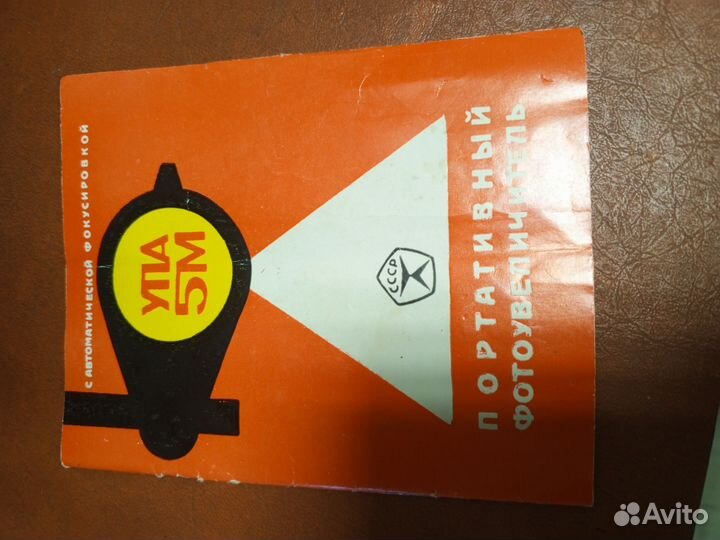 С АВТОМАТИЧЕСКОЙ ФОКУСИРОВКОЙ
УПА
5М
СССР
ПОРТАТИВНЫЙ
ФОТОУВЕЛИЧИТЕЛЬ
Avito